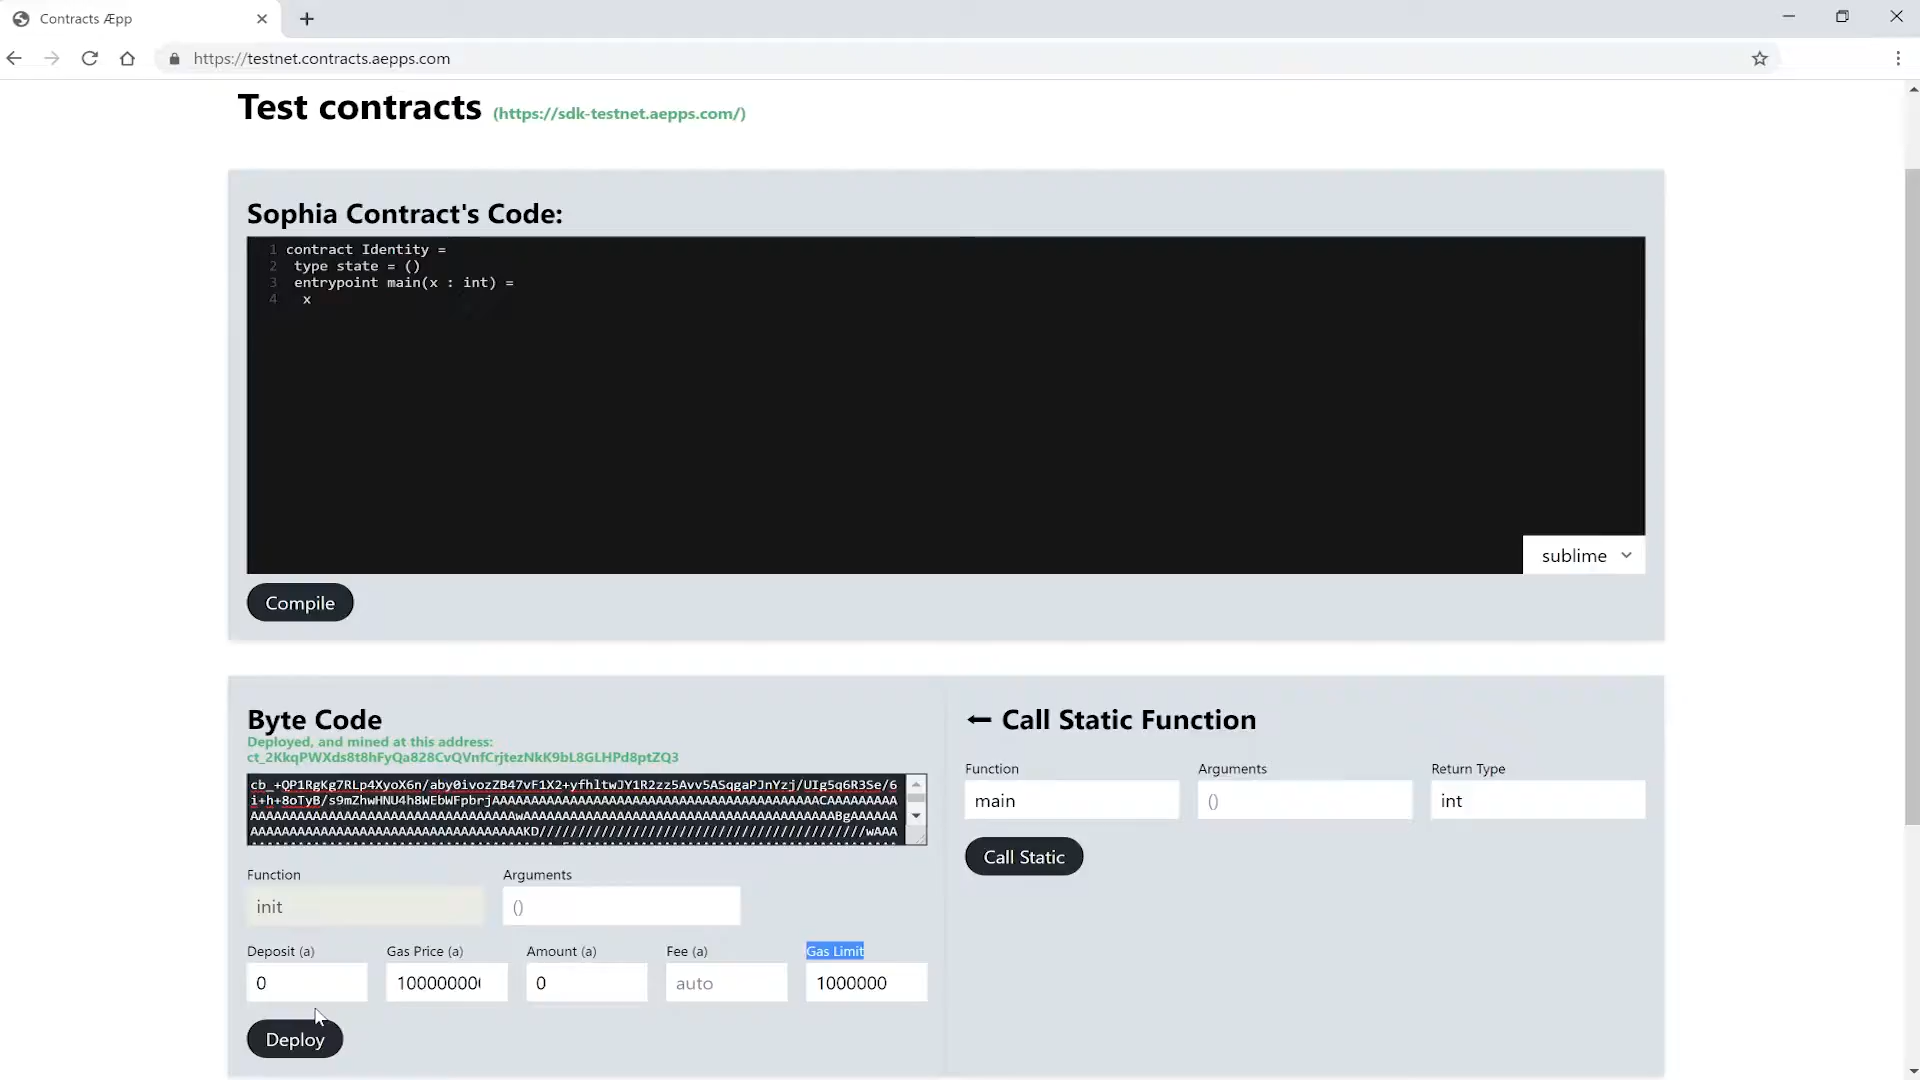 Contracts Æpp
https://testnet.contracts.aepps.com
Test contracts (https://sdk-testnet.aepps.com/)
Sophia Contract's Code:
1 contract Identity =
2 type state = ()
3 entrypoint main(x : int) =
4 x
sublime
Compile
Byte Code
Deployed, and mined at this address:
ct_2KkqPWXds8t8hFyQa828CvQVnfCrjtezNkK9bL8GLHPd8ptZQ3
Function
init
Arguments
()
Deposit (a)
Gas Price (a)
Amount (a)
Fee (a)
Gas Limit
0
0
auto
1000000
Deploy
Call Static Function
Function
Arguments
Return Type
main
()
int
Call Static